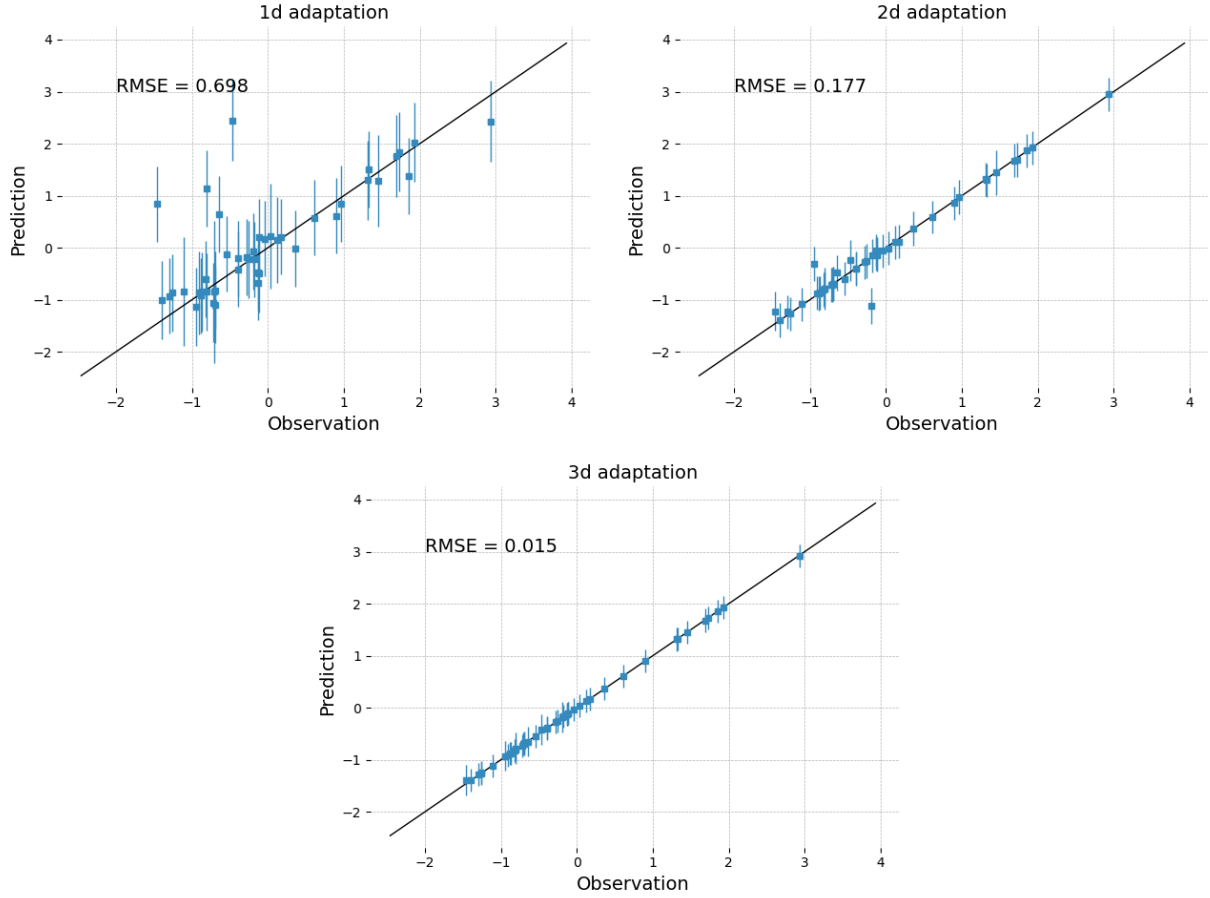 1d adaptation
4
3
2
1
0
−1
−2
Prediction
RMSE = 0.698
−2 −1 0 1 2 3 4
Observation
2d adaptation
4
3
2
1
0
−1
−2
Prediction
RMSE = 0.177
−2 −1 0 1 2 3 4
Observation
3d adaptation
4
3
2
1
0
−1
−2
Prediction
RMSE = 0.015
−2 −1 0 1 2 3 4
Observation